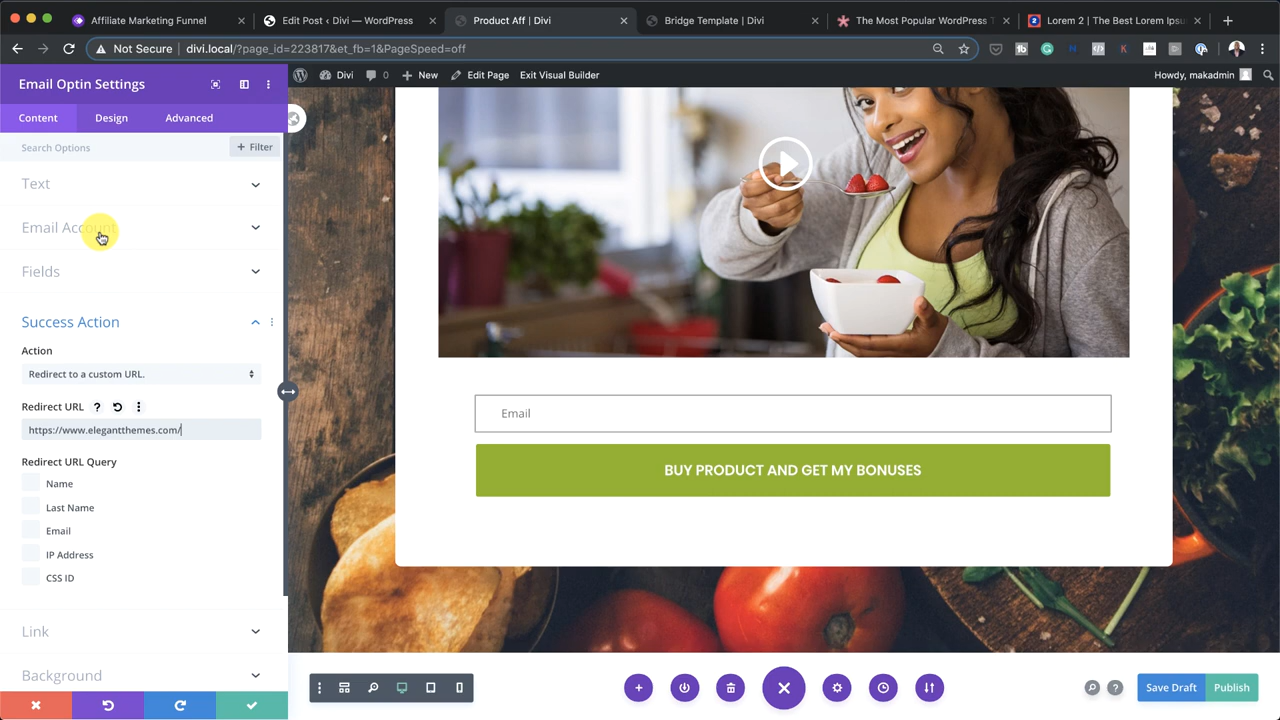 Affiliate Marketing Funnel
Edit Post ‹ Divi — WordPress
Product Aff | Divi
Bridge Template | Divi
The Most Popular WordPress T
Lorem 2 | The Best Lorem Ipsu
Not Secure | divi.local/?page_id=223817&et_fb=1&PageSpeed=off
Email Optin Settings
Divi 0 New Edit Page Exit Visual Builder Howdy, makadmin
Content Design Advanced
Search Options + Filter
Text
Email Account
Fields
Success Action
Action
Redirect to a custom URL.
Redirect URL ?
https://www.elegantthemes.com/
Redirect URL Query
Name
Last Name
Email
IP Address
CSS ID
Link
Background
Email
BUY PRODUCT AND GET MY BONUSES
? Save Draft Publish